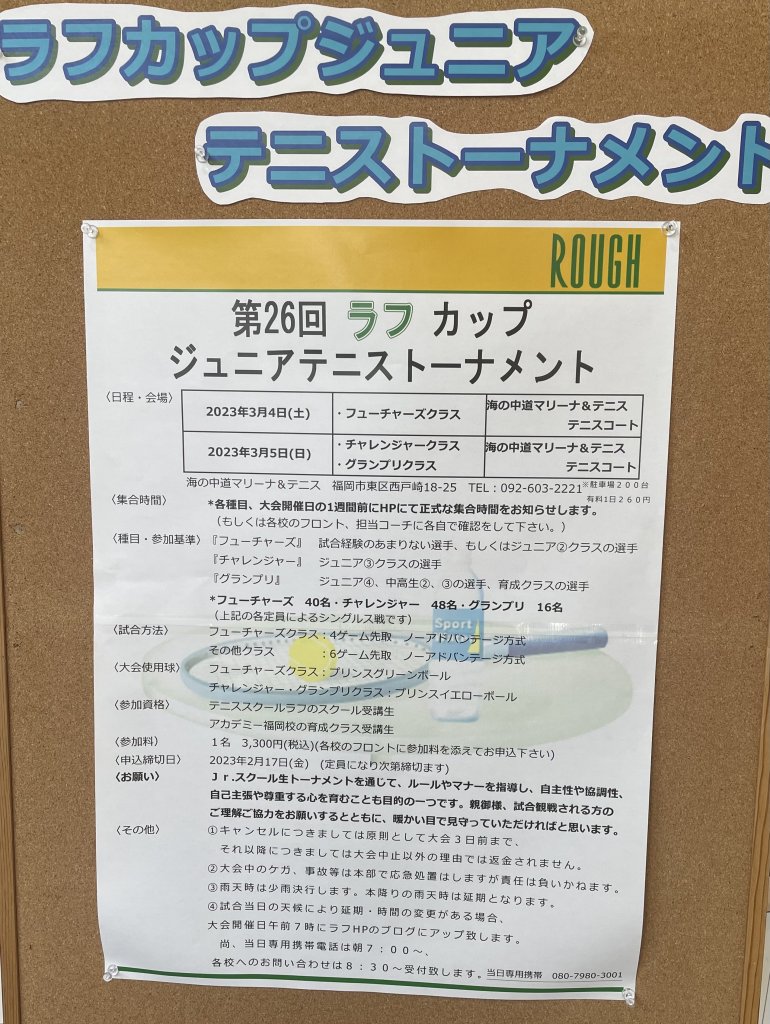 ラフカップジュニア
テニストーナメント
ROUGH
第26回 ラフ カップ
ジュニアテニストーナメント
〈日程・会場〉
2023年3月4日(土) ・フューチャーズクラス 海の中道マリーナ＆テニス
テニスコート
2023年3月5日(日) ・チャレンジャークラス 海の中道マリーナ＆テニス
・グランプリクラス テニスコート
海の中道マリーナ＆テニス 福岡市東区西戸崎18-25 TEL：092-603-2221 ※駐車場２００台
有料1日２６０円
〈集合時間〉 *各種目、大会開催日の1週間前にHPにて正式な集合時間をお知らせします。
（もしくは各校のフロント、担当コーチに各自で確認をして下さい。）
〈種目・参加基準〉 『フューチャーズ』 試合経験のあまりない選手、もしくはジュニア②クラスの選手
『チャレンジャー』 ジュニア③クラスの選手
『グランプリ』 ジュニア④、中高生②、③の選手、育成クラスの選手
*フューチャーズ 40名・チャレンジャー 48名・グランプリ 16名
（上記の各定員によるシングルス戦です）
〈試合方法〉 フューチャーズクラス：4ゲーム先取 ノーアドバンテージ方式
その他クラス ：6ゲーム先取 ノーアドバンテージ方式
Sport
〈大会使用球〉 フューチャーズクラス：プリンスグリーンボール
チャレンジャー・グランプリクラス：プリンスイエローボール
〈参加資格〉 テニススクールラフのスクール受講生
アカデミー福岡校の育成クラス受講生
〈参加料〉 １名 3,300円(税込)(各校のフロントに参加料を添えてお申込下さい)
〈申込締切日〉 2023年2月17日(金) (定員になり次第締切ます)
〈お願い〉 Ｊｒ.スクール生トーナメントを通じて、ルールやマナーを指導し、自主性や協調性、
自己主張や尊重する心を育むことも目的の一つです。親御様、試合観戦される方の
ご理解ご協力をお願いするとともに、暖かい目で見守っていただければと思います。
〈その他〉 ①キャンセルにつきましては原則として大会３日前まで、
それ以降につきましては大会中止以外の理由では返金されません。
②大会中のケガ、事故等は本部で応急処置はしますが責任は負いかねます。
③雨天時は少雨決行します。本降りの雨天時は延期となります。
④試合当日の天候により延期・時間の変更がある場合、
大会開催日午前７時にラフHPのブログにアップ致します。
尚、当日専用携帯電話は朝７：００～、
各校へのお問い合わせは８：３０～受付致します。 当日専用携帯 080-7980-3001